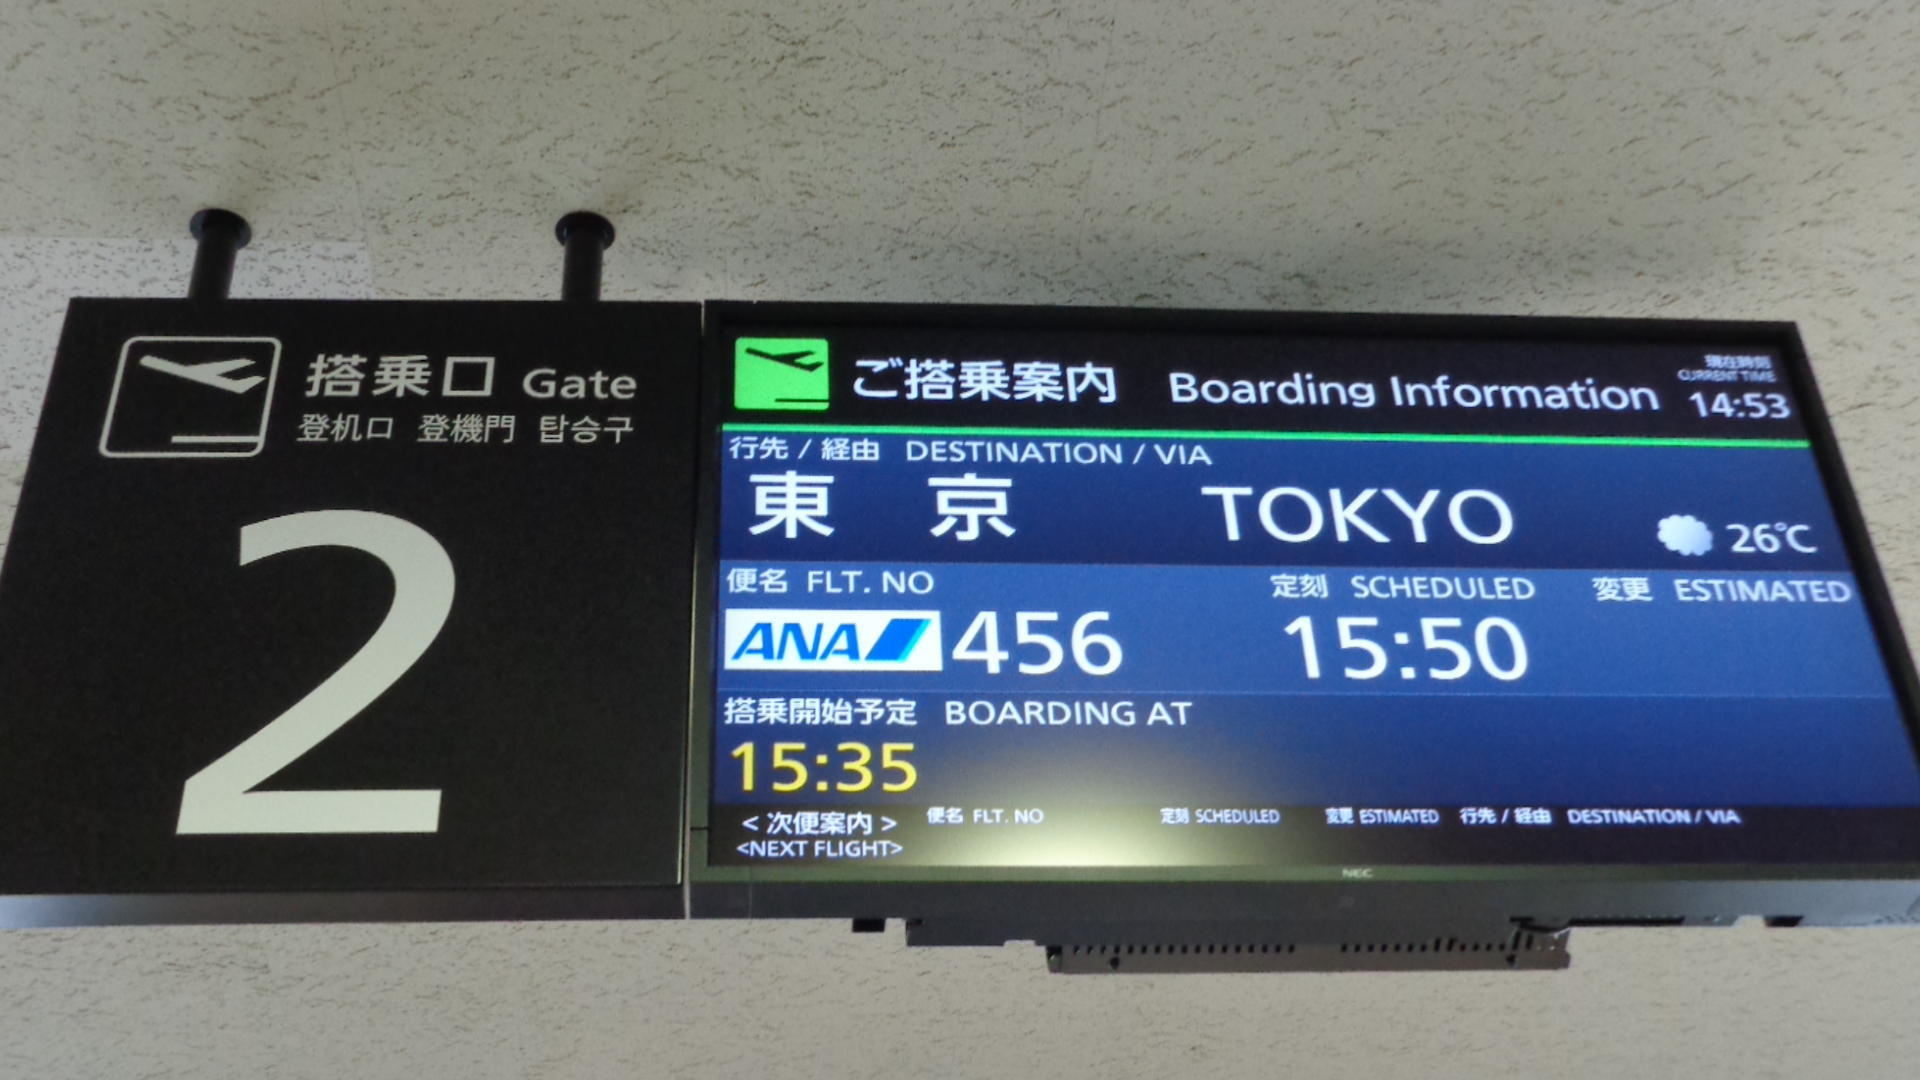 搭乗口 Gate
登机口 登機門 탑승구
2
ご搭乗案内 Boarding Information
現在時刻
CURRENT TIME
14:53
行先 / 経由 DESTINATION / VIA
東京 TOKYO 26℃
便名 FLT. NO 定刻 SCHEDULED 変更 ESTIMATED
ANA 456 15:50
搭乗開始予定 BOARDING AT
15:35
< 次便案内 > 便名 FLT. NO 定刻 SCHEDULED 変更 ESTIMATED 行先 / 経由 DESTINATION / VIA
<NEXT FLIGHT>
NEC